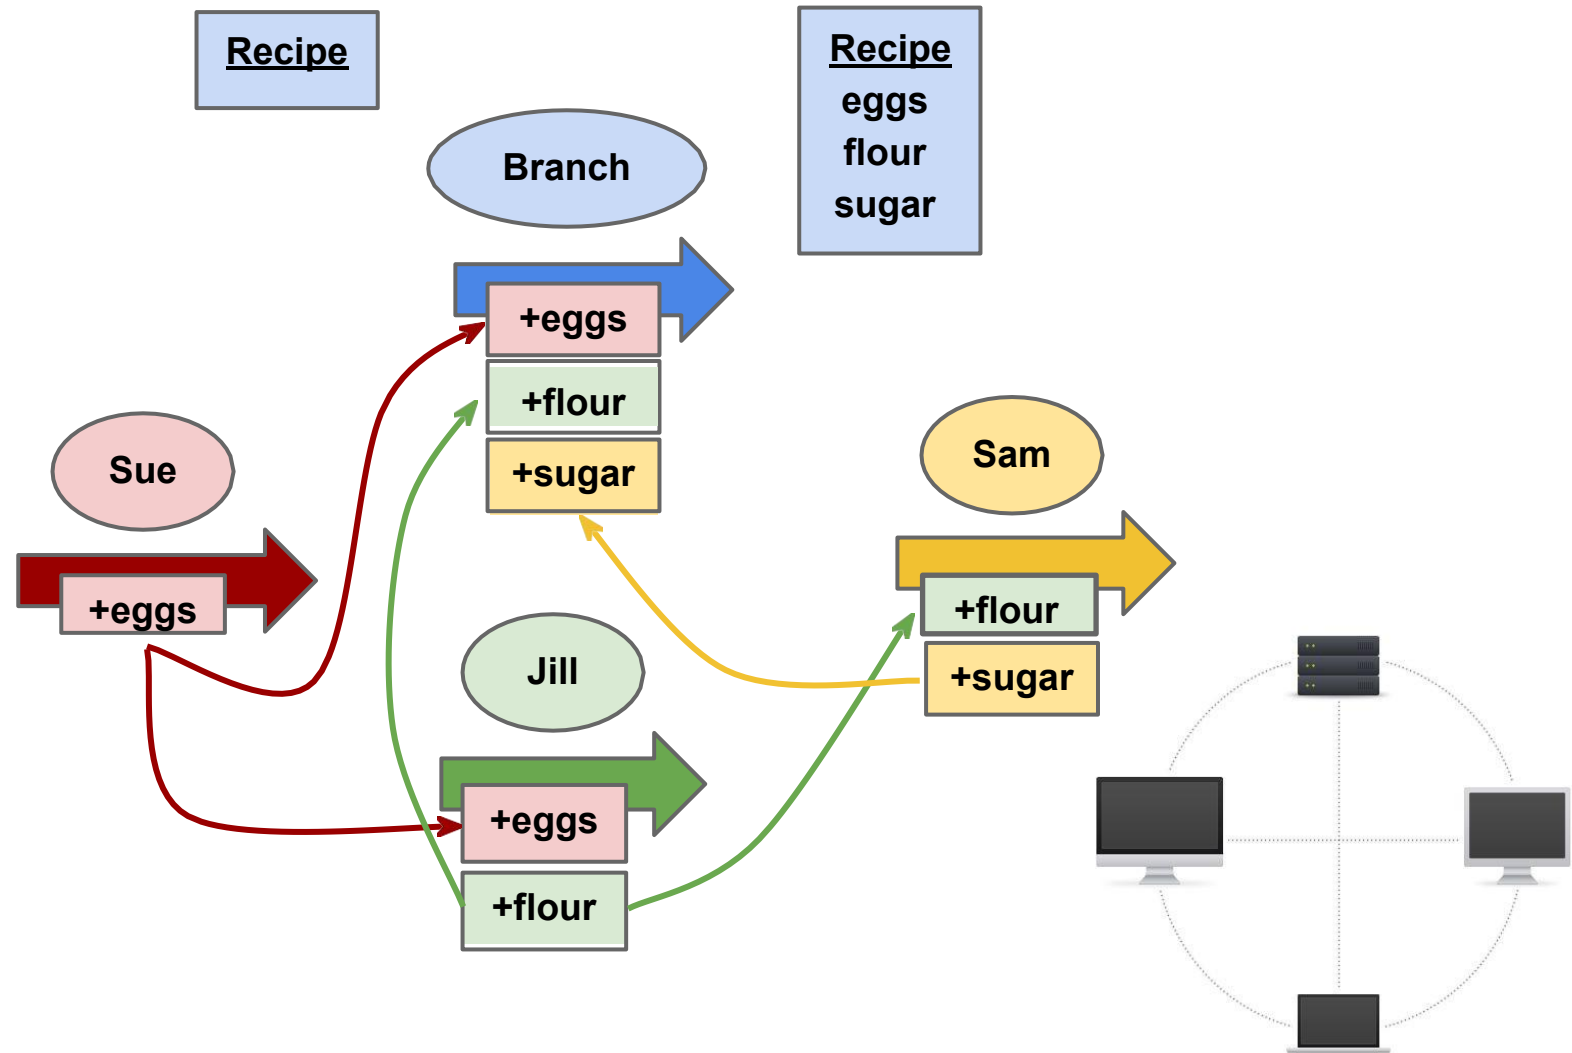 Recipe
Recipe
eggs
flour
sugar
Branch
+eggs
+flour
+sugar
Sue
+eggs
Jill
+eggs
+flour
Sam
+flour
+sugar